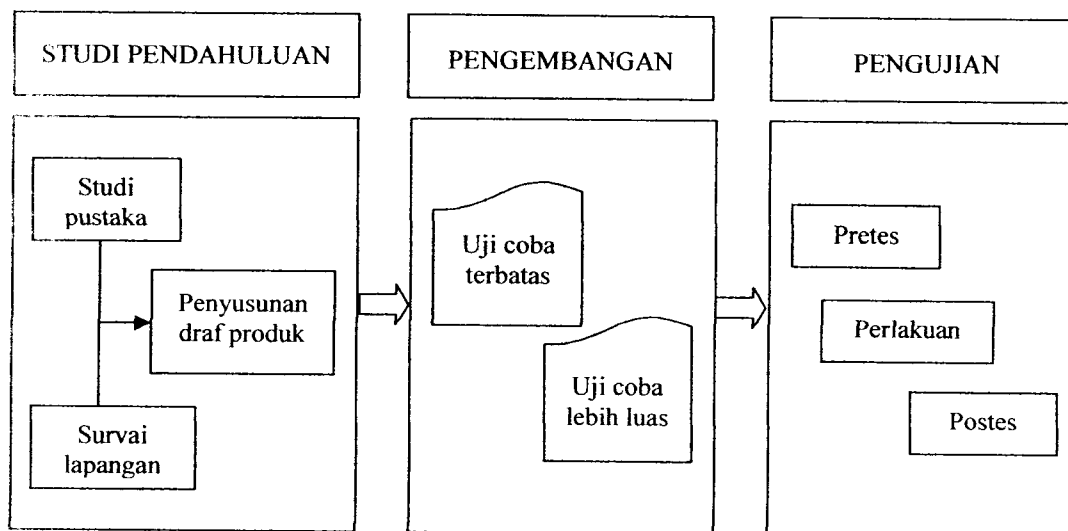 STUDI PENDAHULUAN
PENGEMBANGAN
PENGUJIAN
Studi
pustaka
Penyusunan
draf produk
Survai
lapangan
Uji coba
terbatas
Uji coba
lebih luas
Pretes
Perlakuan
Postes